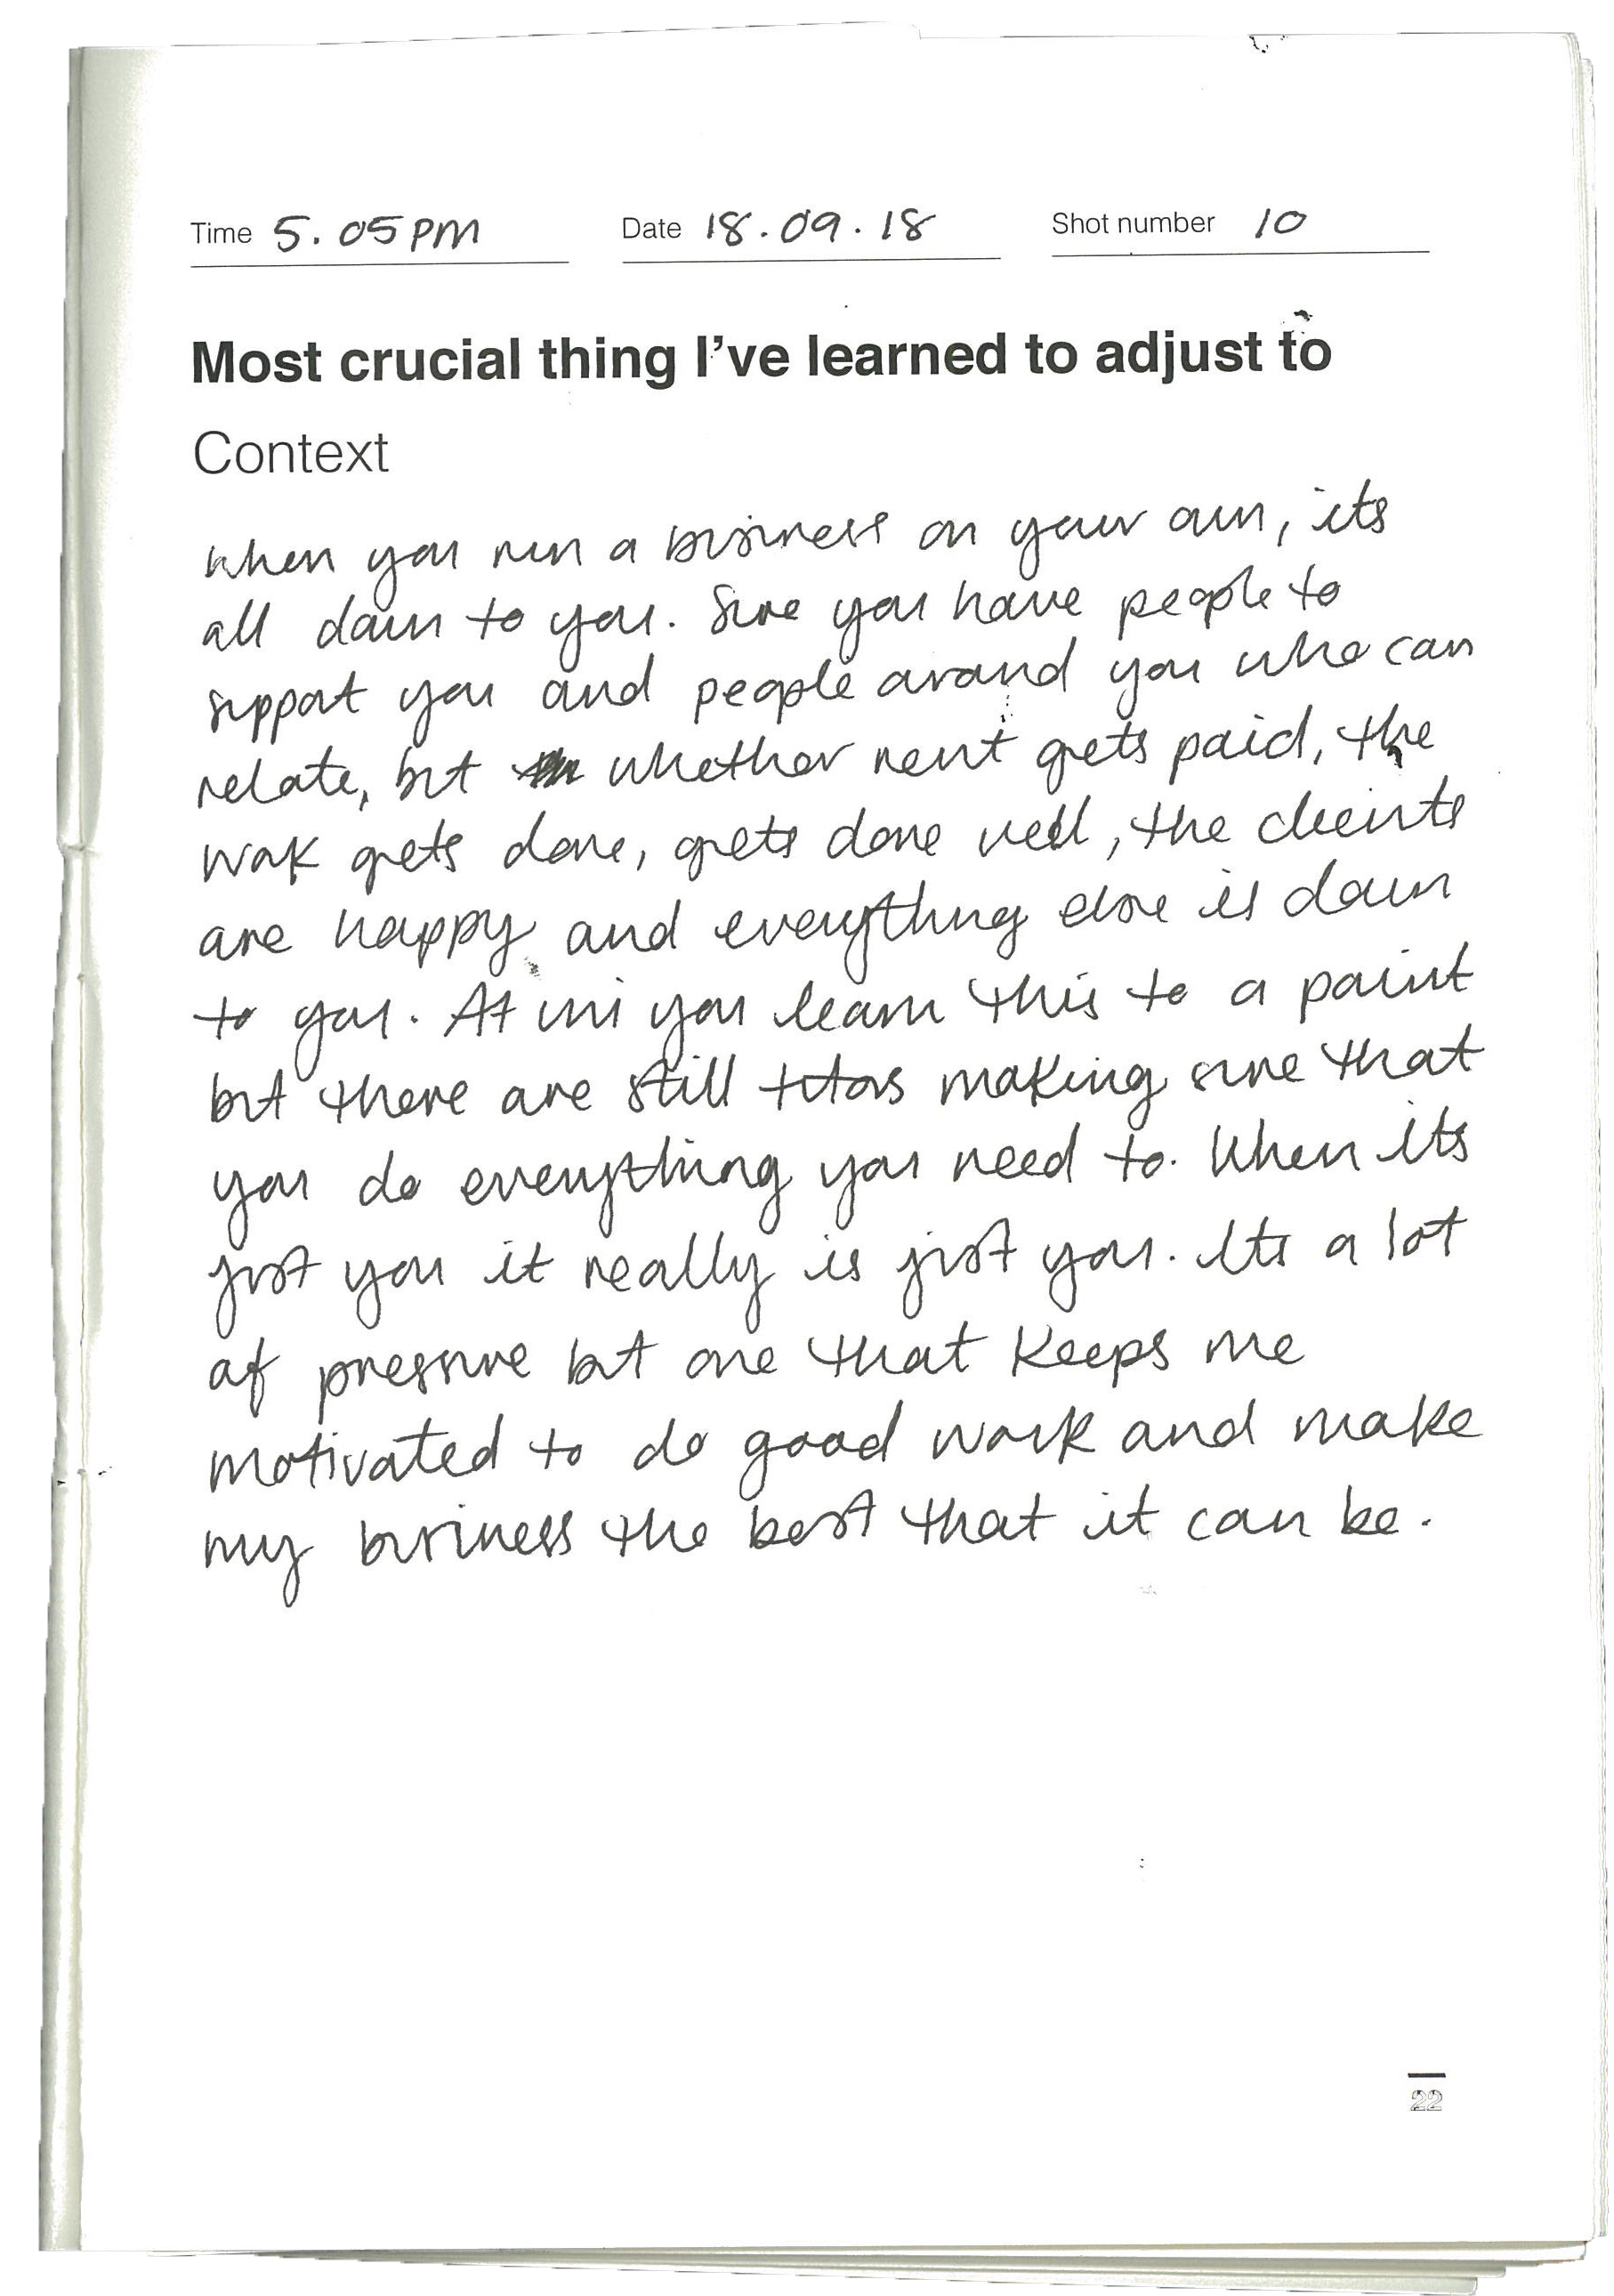 Time 5.05PM Date 18.09.18 Shot number 10
Most crucial thing I've learned to adjust to
Context
When you run a business on your own, its
all down to you. Sure you have people to
support you and people around you who can
relate, but whether rent gets paid, the
work gets done, gets done well, the clients
are happy and everything else is down
to you. At uni you learn this to a point
but there are still tutors making sure that
you do everything you need to. When its
just you it really is just you. Its a lot
of pressure but one that keeps me
motivated to do good work and make
my business the best that it can be.
22